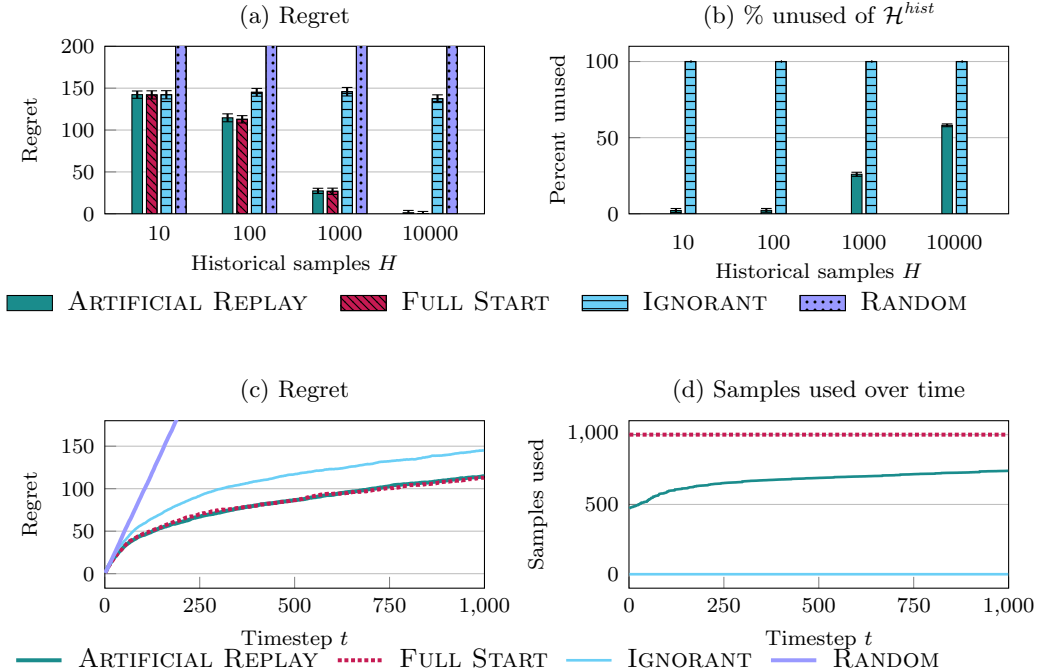 (a) Regret
(b) % unused of 𝓗^hist
Regret
200
150
100
50
0
10 100 1000 10000
Historical samples H
Percent unused
100
50
0
10 100 1000 10000
Historical samples H
ARTIFICIAL REPLAY FULL START IGNORANT RANDOM
(c) Regret
(d) Samples used over time
Regret
150
100
50
0
0 250 500 750 1,000
Timestep t
Samples used
1,000
500
0
0 250 500 750 1,000
Timestep t
ARTIFICIAL REPLAY FULL START IGNORANT RANDOM